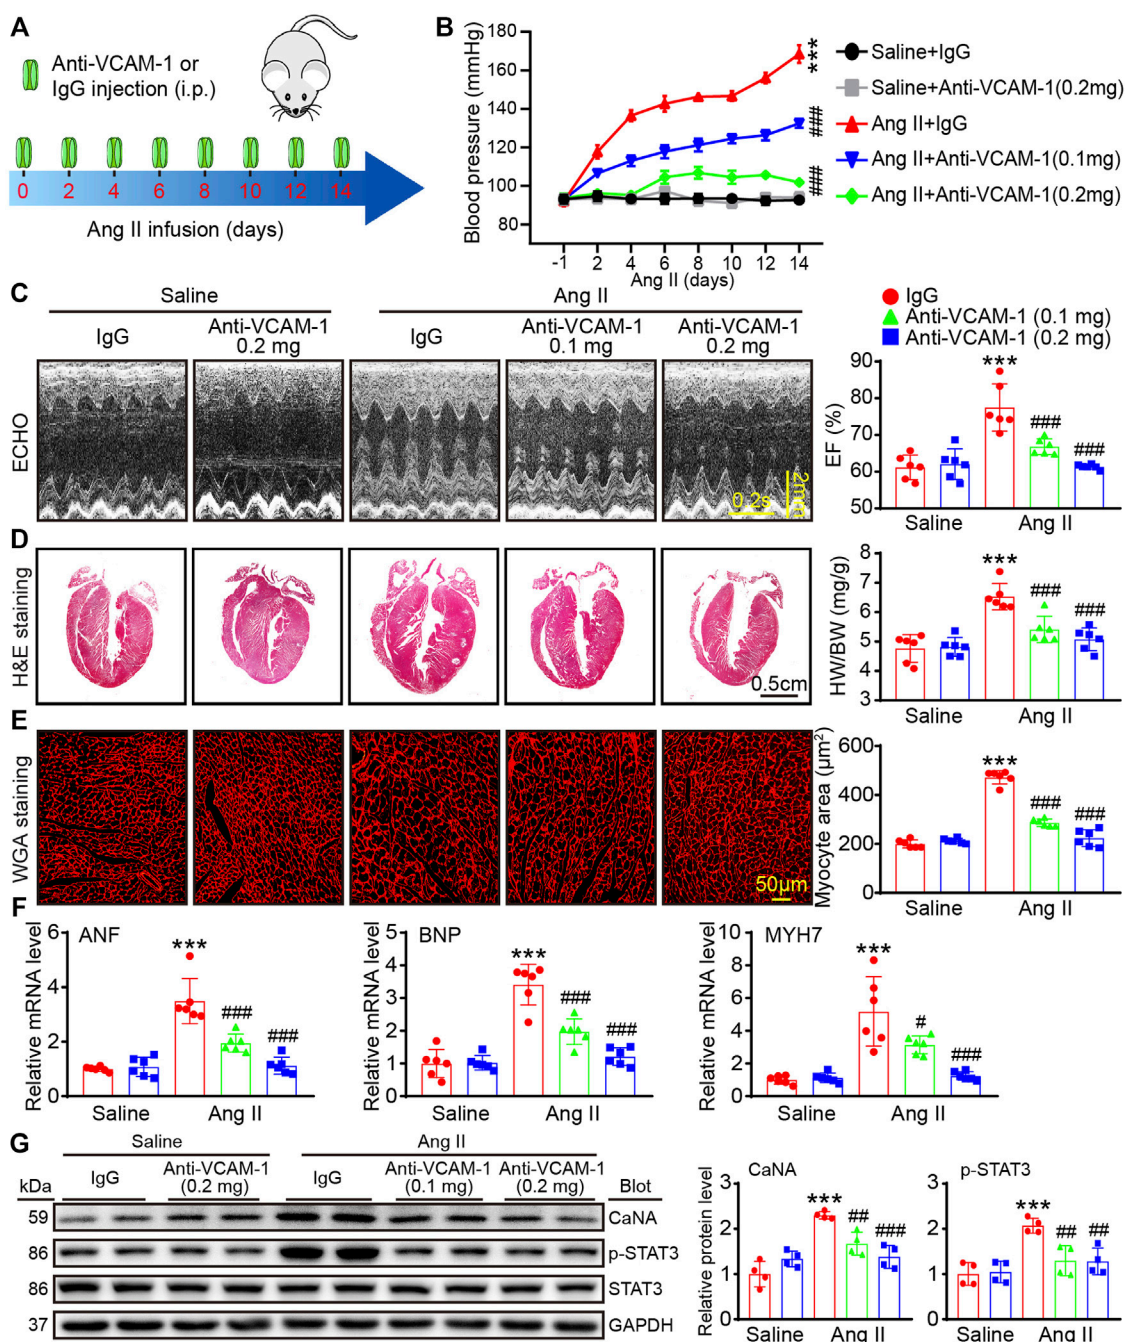 A
Anti-VCAM-1 or
IgG injection (i.p.)
0 2 4 6 8 10 12 14
Ang II infusion (days)
B
Blood pressure (mmHg)
180
160
140
120
100
80
-1 2 4 6 8 10 12 14
Ang II (days)
***
###
###
Saline+IgG
Saline+Anti-VCAM-1(0.2mg)
Ang II+IgG
Ang II+Anti-VCAM-1(0.1mg)
Ang II+Anti-VCAM-1(0.2mg)
C
Saline
Ang II
IgG
Anti-VCAM-1
0.2 mg
IgG
Anti-VCAM-1
0.1 mg
Anti-VCAM-1
0.2 mg
ECHO
0.2s
2mm
IgG
Anti-VCAM-1 (0.1 mg)
Anti-VCAM-1 (0.2 mg)
EF (%)
90
80
70
60
50
***
###
###
Saline Ang II
D
H&E staining
0.5cm
HW/BW (mg/g)
8
7
6
5
4
3
***
###
###
Saline Ang II
E
WGA staining
50μm
Myocyte area (μm²)
600
400
200
0
***
###
###
Saline Ang II
F
Relative mRNA level
ANF
6
4
2
0
***
###
###
Saline Ang II
Relative mRNA level
BNP
5
4
3
2
1
0
***
###
###
Saline Ang II
Relative mRNA level
MYH7
10
8
6
4
2
0
***
#
###
Saline Ang II
G
Saline
Ang II
kDa
IgG
Anti-VCAM-1
(0.2 mg)
IgG
Anti-VCAM-1
(0.1 mg)
Anti-VCAM-1
(0.2 mg)
Blot
59 CaNA
86 p-STAT3
86 STAT3
37 GAPDH
Relative protein level
CaNA
3
2
1
0
***
##
###
Saline Ang II
p-STAT3
3
2
1
0
***
##
##
Saline Ang II